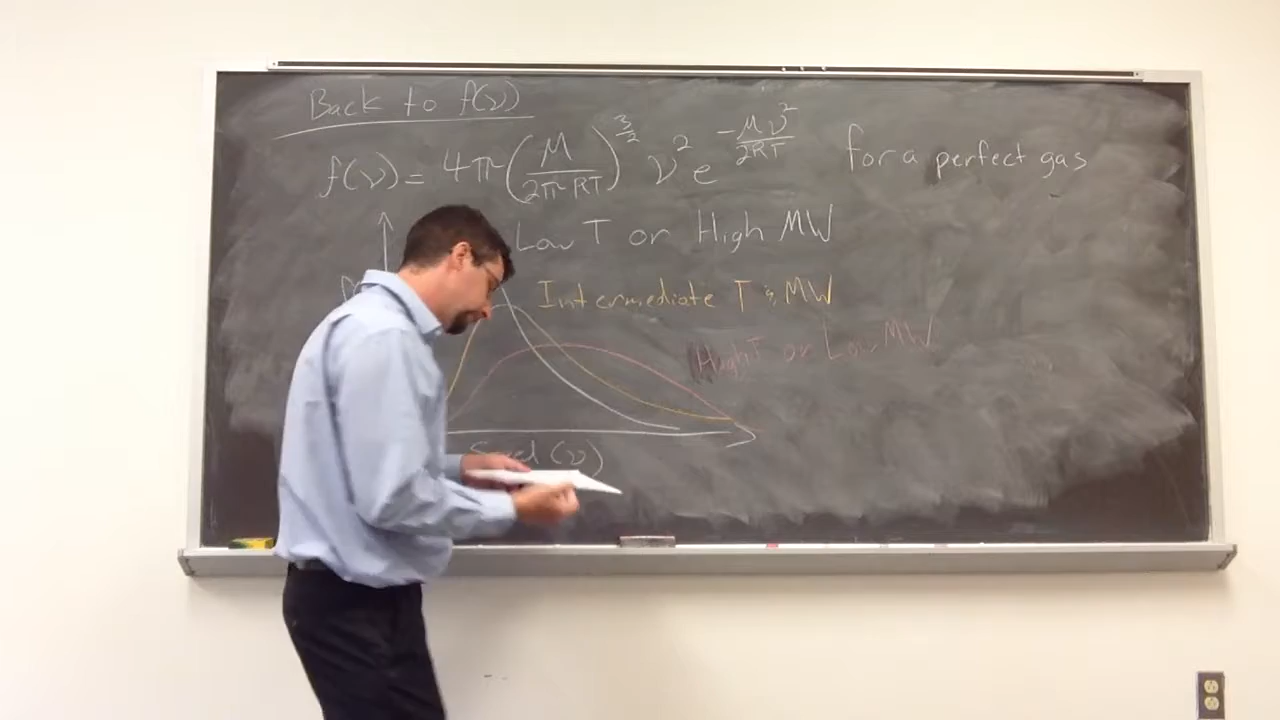 Back to f(ν)
f(ν) = 4π (M / 2πRT)^3/2 ν^2 e^(-Mν^2 / 2RT) for a perfect gas
Low T or High MW
Intermediate T & MW
High T or Low MW
Speed (ν)